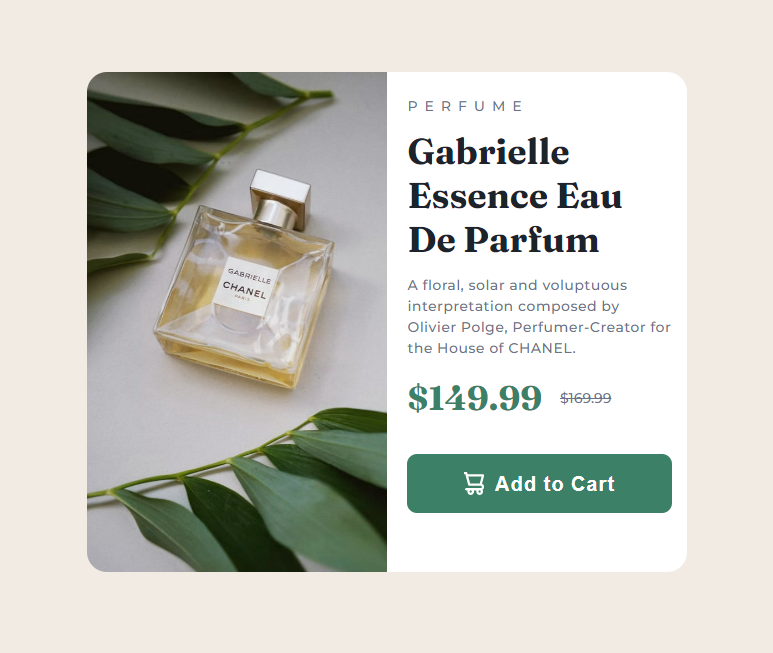 GABRIELLE
CHANEL
PARIS
PERFUME
Gabrielle
Essence Eau
De Parfum
A floral, solar and voluptuous
interpretation composed by
Olivier Polge, Perfumer-Creator for
the House of CHANEL.
$149.99 $169.99
Add to Cart